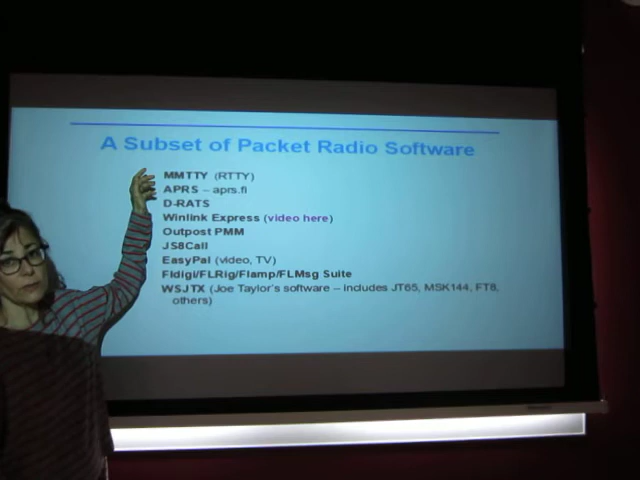 A Subset of Packet Radio Software
MMTTY (RTTY)
APRS – aprs.fi
D-RATS
Winlink Express (video here)
Outpost PMM
JS8Call
EasyPal (video, TV)
Fldigi/FLRig/Flamp/FLMsg Suite
WSJTX (Joe Taylor's software – includes JT65, MSK144, FT8,
others)